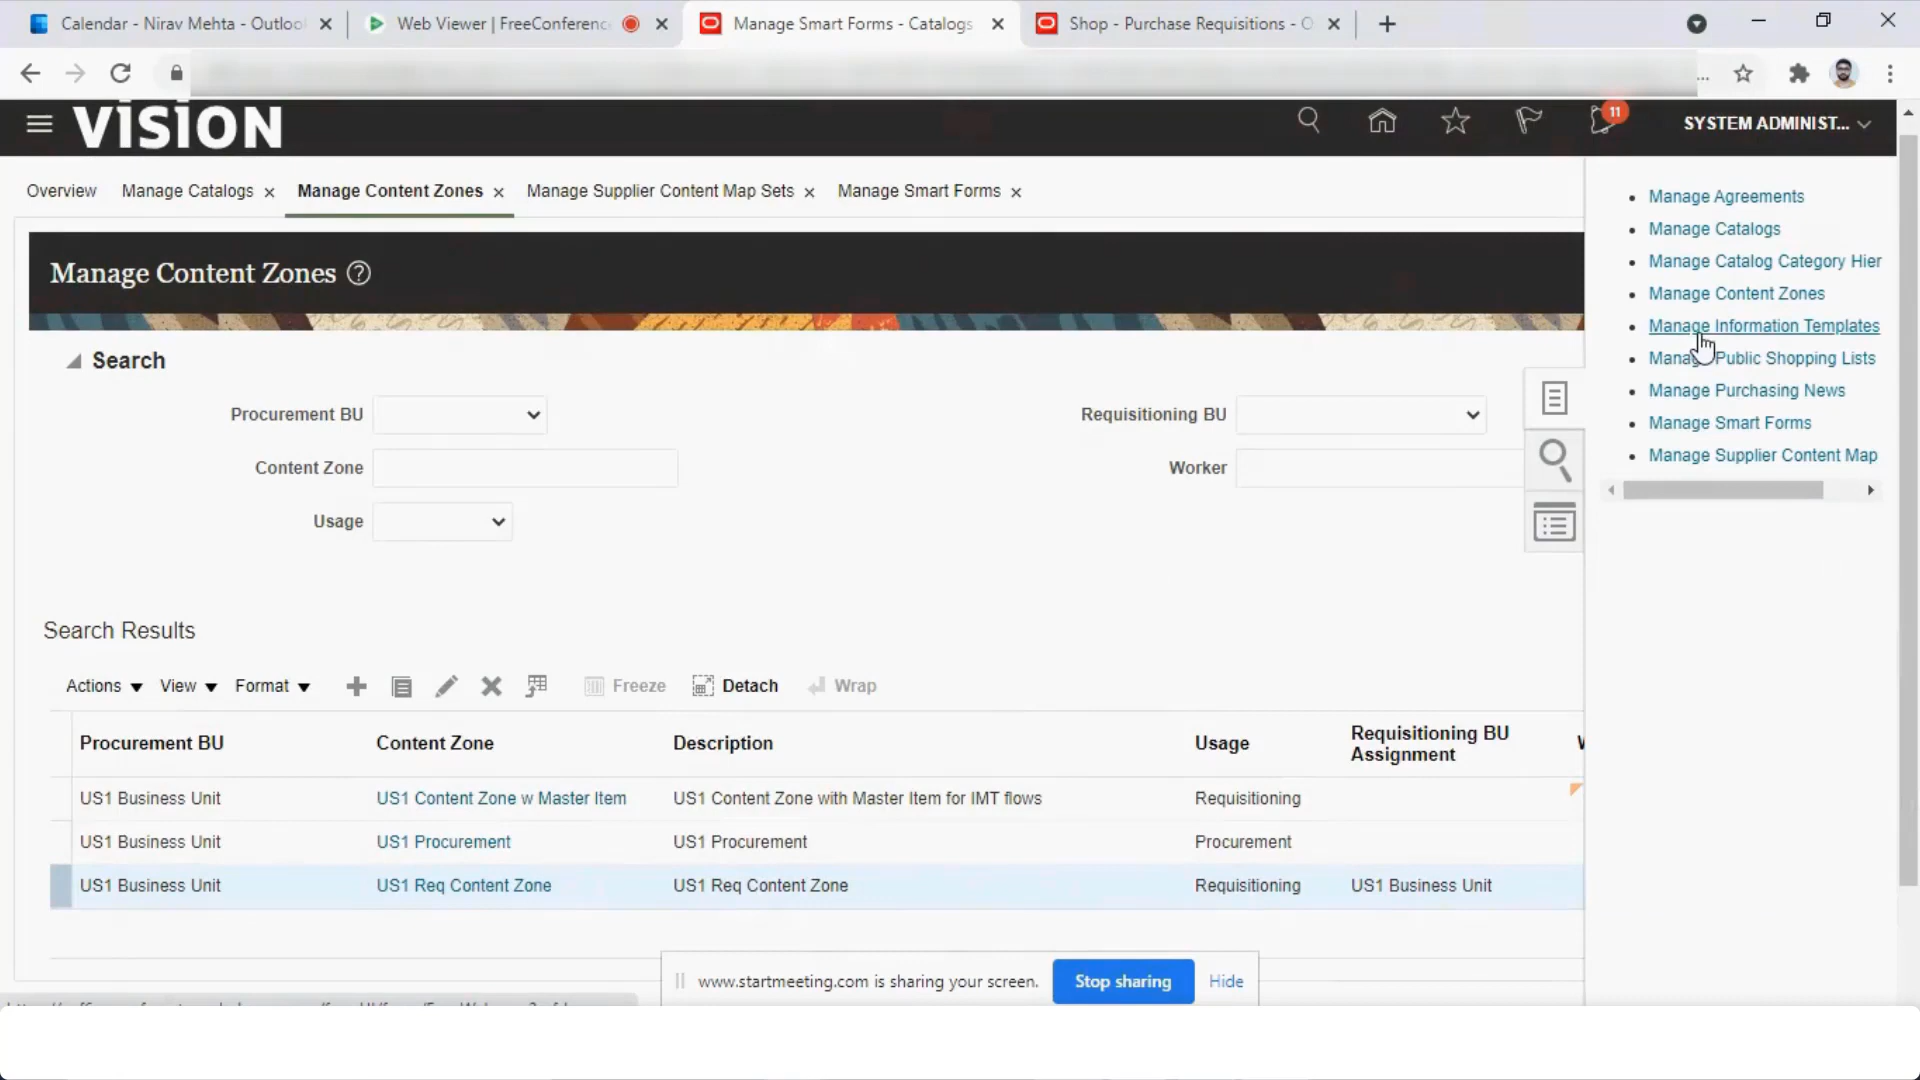 Calendar - Nirav Mehta - Outloo
Web Viewer | FreeConference
Manage Smart Forms - Catalogs
Shop - Purchase Requisitions - O
...
VISION
11
SYSTEM ADMINIST...
Overview
Manage Catalogs
Manage Content Zones
Manage Supplier Content Map Sets
Manage Smart Forms
Manage Agreements
Manage Catalogs
Manage Catalog Category Hier
Manage Content Zones
Manage Information Templates
Manage Public Shopping Lists
Manage Purchasing News
Manage Smart Forms
Manage Supplier Content Map
Manage Content Zones ?
Search
Procurement BU
Requisitioning BU
Content Zone
Worker
Usage
Search Results
Actions View Format Freeze Detach Wrap
Procurement BU Content Zone Description Usage Requisitioning BU Assignment
US1 Business Unit US1 Content Zone w Master Item US1 Content Zone with Master Item for IMT flows Requisitioning
US1 Business Unit US1 Procurement US1 Procurement Procurement
US1 Business Unit US1 Req Content Zone US1 Req Content Zone Requisitioning US1 Business Unit
www.startmeeting.com is sharing your screen. Stop sharing Hide